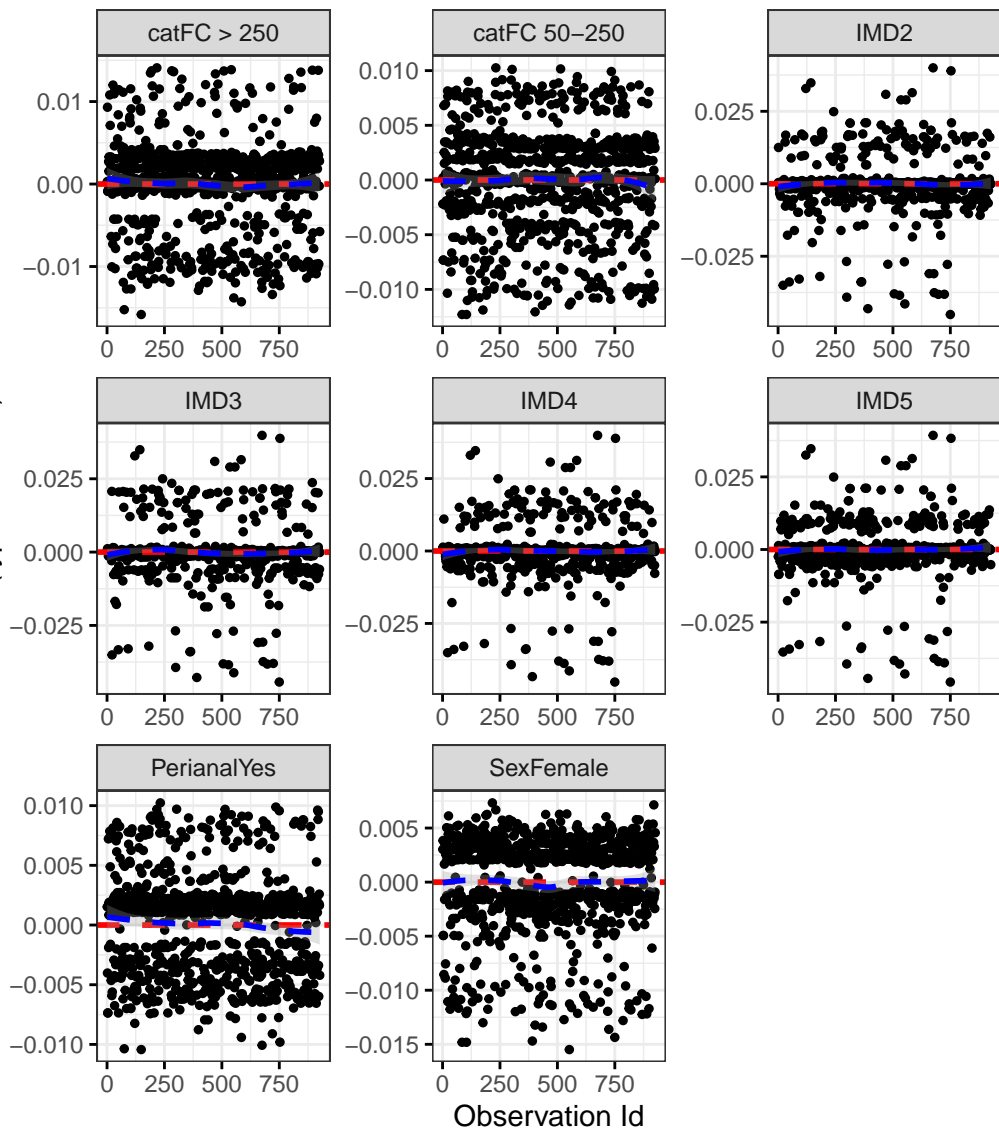 catFC > 250 catFC 50−250 IMD2
0.01 0.010 0.025
0.005
0.00 0.000 0.000
−0.005
−0.01 −0.010 −0.025
0 250 500 750 0 250 500 750 0 250 500 750
IMD3 IMD4 IMD5
0.025 0.025 0.025
0.000 0.000 0.000
−0.025 −0.025 −0.025
0 250 500 750 0 250 500 750 0 250 500 750
PerianalYes SexFemale
0.010
0.005 0.005
0.000 0.000
−0.005 −0.005
−0.010
−0.010 −0.015
0 250 500 750 0 250 500 750
Observation Id